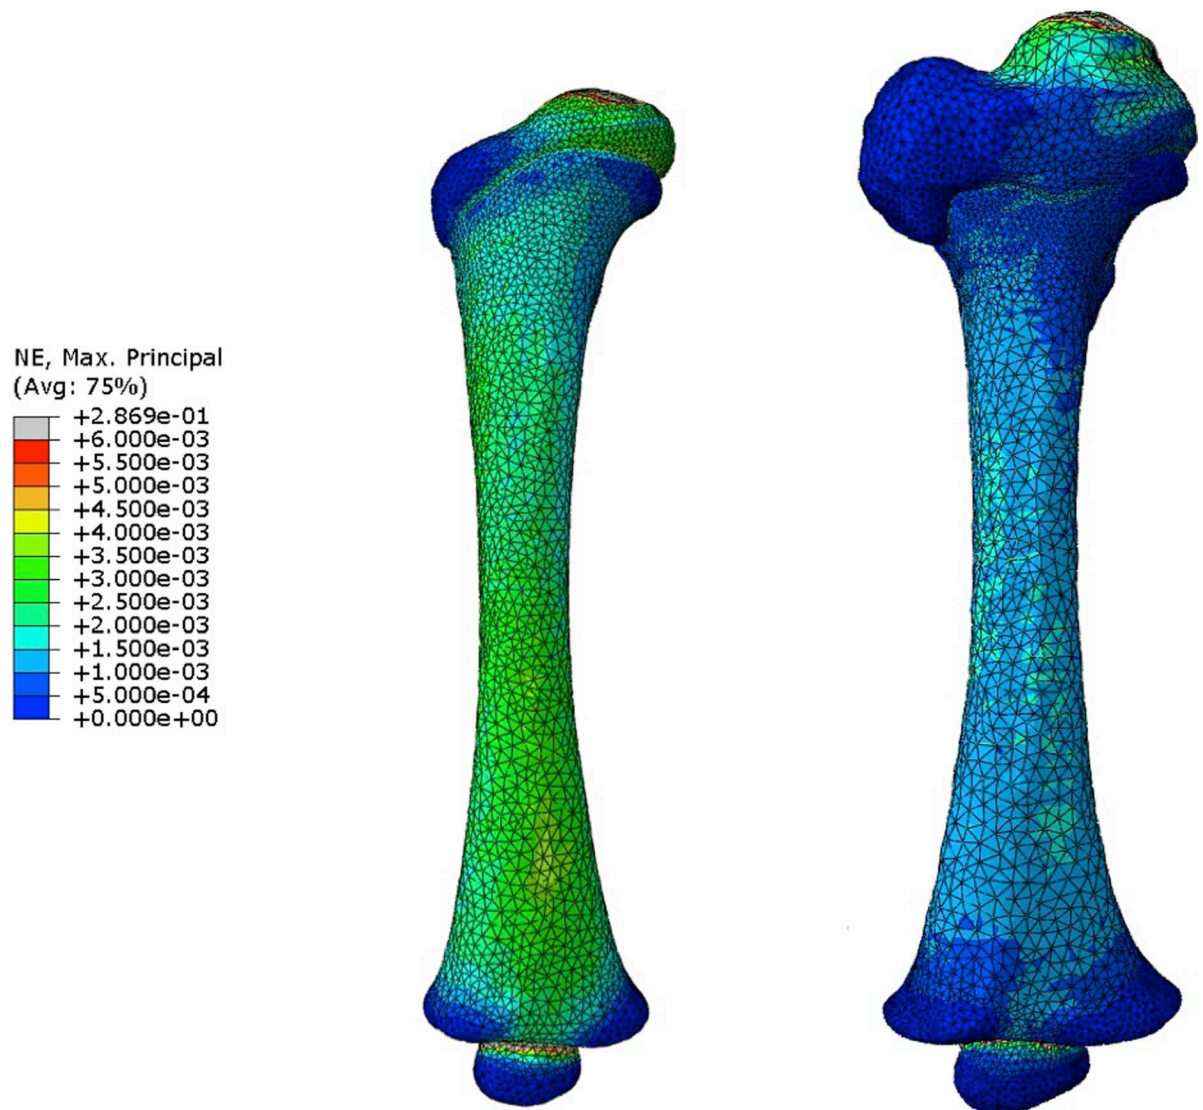 NE, Max. Principal
(Avg: 75%)
+2.869e-01
+6.000e-03
+5.500e-03
+5.000e-03
+4.500e-03
+4.000e-03
+3.500e-03
+3.000e-03
+2.500e-03
+2.000e-03
+1.500e-03
+1.000e-03
+5.000e-04
+0.000e+00